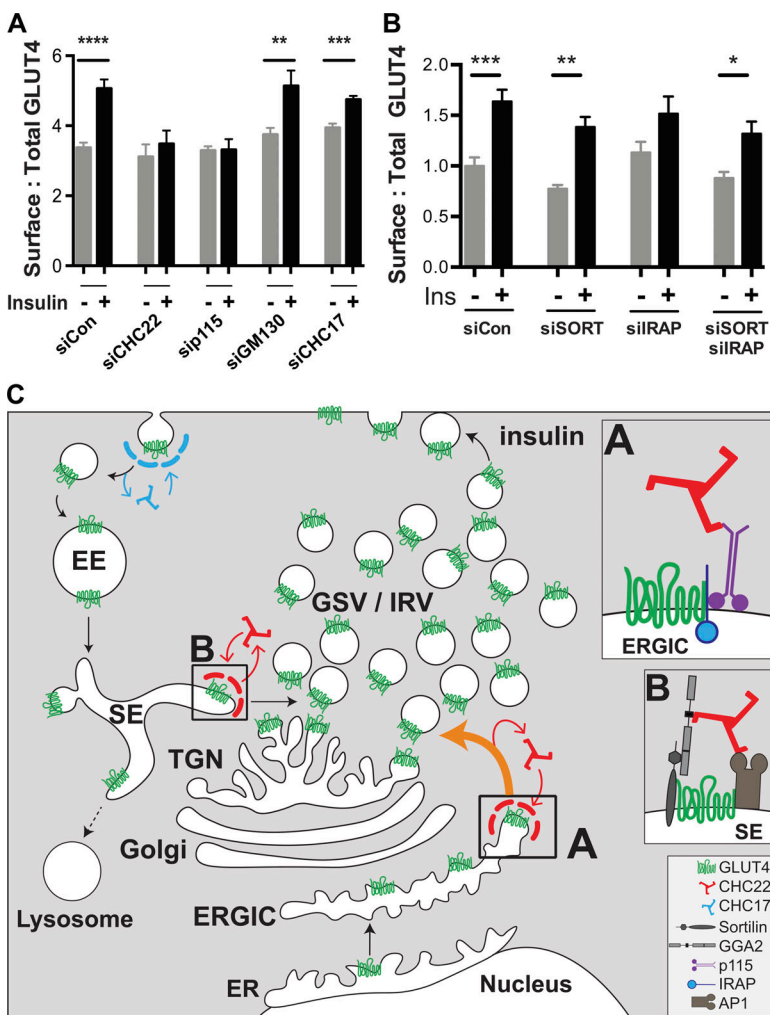 A
Surface : Total GLUT4
6
4
2
0
****
**
***
Insulin
- + - + - + - + - +
siCon
siCHC22
sip115
siGM130
siCHC17
B
Surface : Total GLUT4
2.0
1.5
1.0
0.5
0.0
***
**
*
Ins
- + - + - + - +
siCon
siSORT
siIRAP
siSORT
siIRAP
C
insulin
EE
GSV / IRV
B
SE
TGN
Golgi
A
Lysosome
ERGIC
ER
Nucleus
A
ERGIC
B
SE
GLUT4
CHC22
CHC17
Sortilin
GGA2
p115
IRAP
AP1